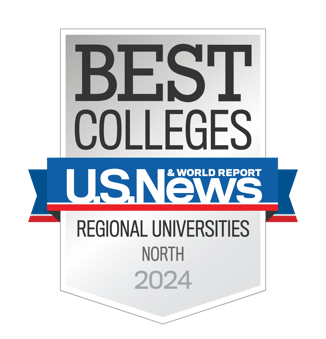 BEST
COLLEGES
& WORLD REPORT
U.S.News
REGIONAL UNIVERSITIES
NORTH
2024